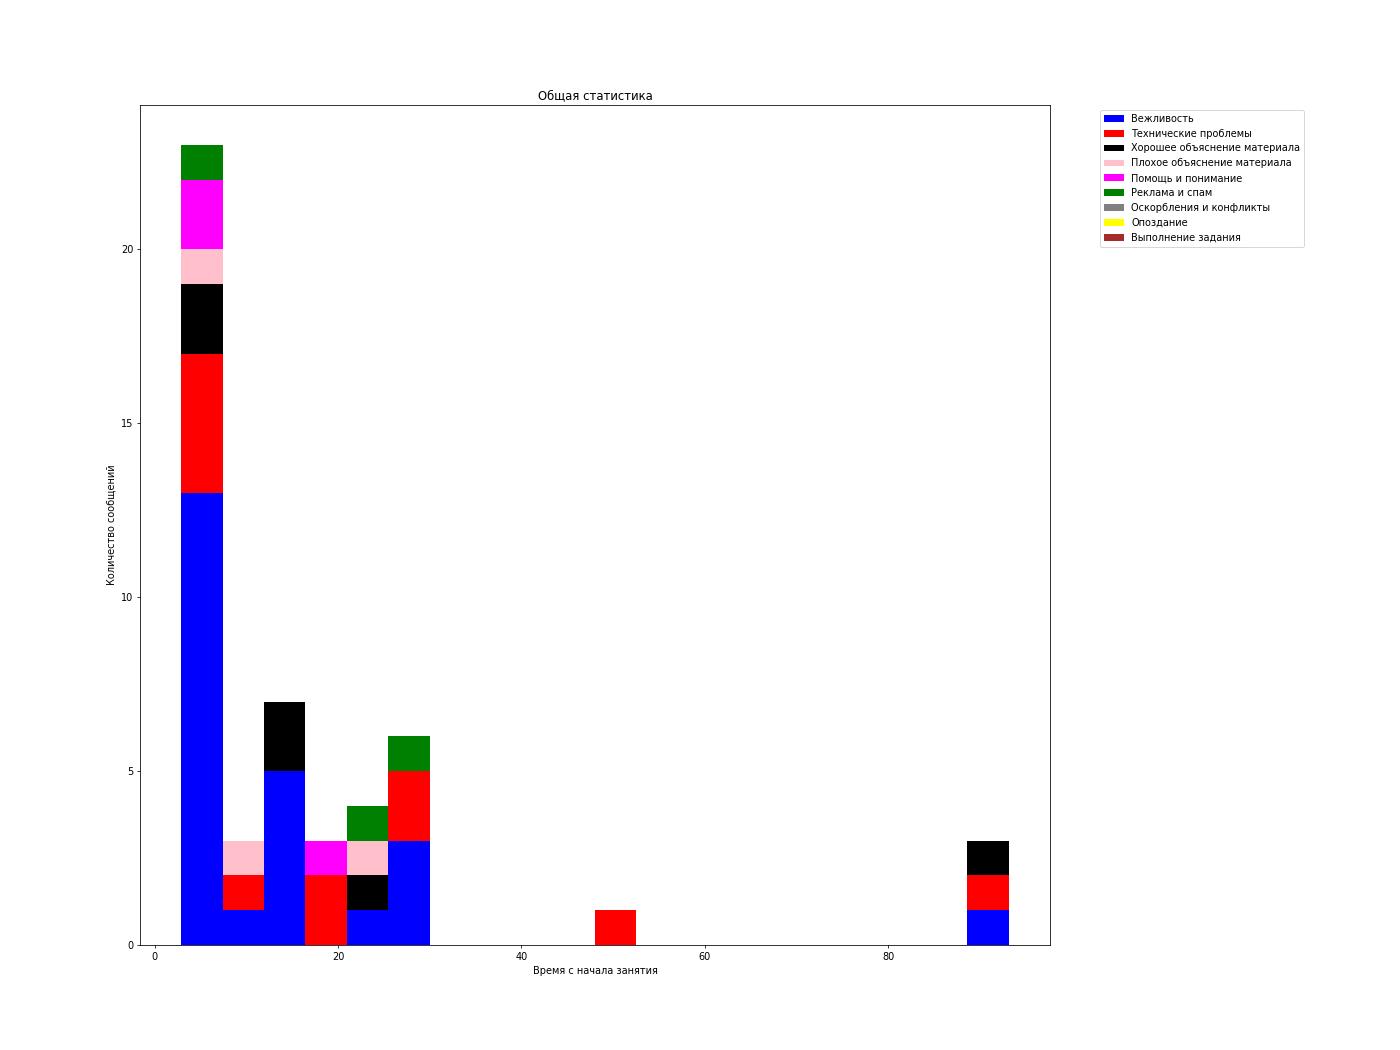 Общая статистика
Вежливость
Технические проблемы
Хорошее объяснение материала
Плохое объяснение материала
Помощь и понимание
Реклама и спам
Оскорбления и конфликты
Опоздание
Выполнение задания
Количество сообщений
20
15
10
5
0
0
20
40
60
80
Время с начала занятия